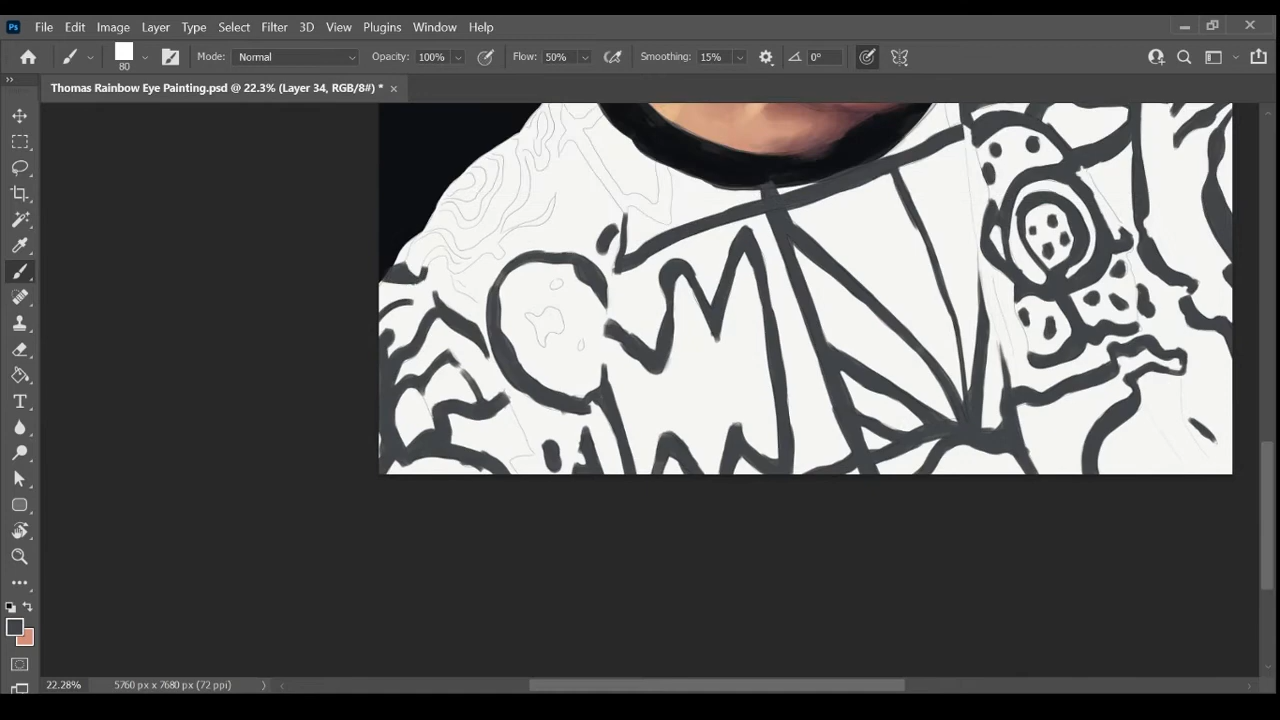 Ps File Edit Image Layer Type Select Filter 3D View Plugins Window Help
80 Mode: Normal Opacity: 100% Flow: 50% Smoothing: 15% 0°
Thomas Rainbow Eye Painting.psd @ 22.3% (Layer 34, RGB/8#) * ×
22.28% 5760 px x 7680 px (72 ppi)